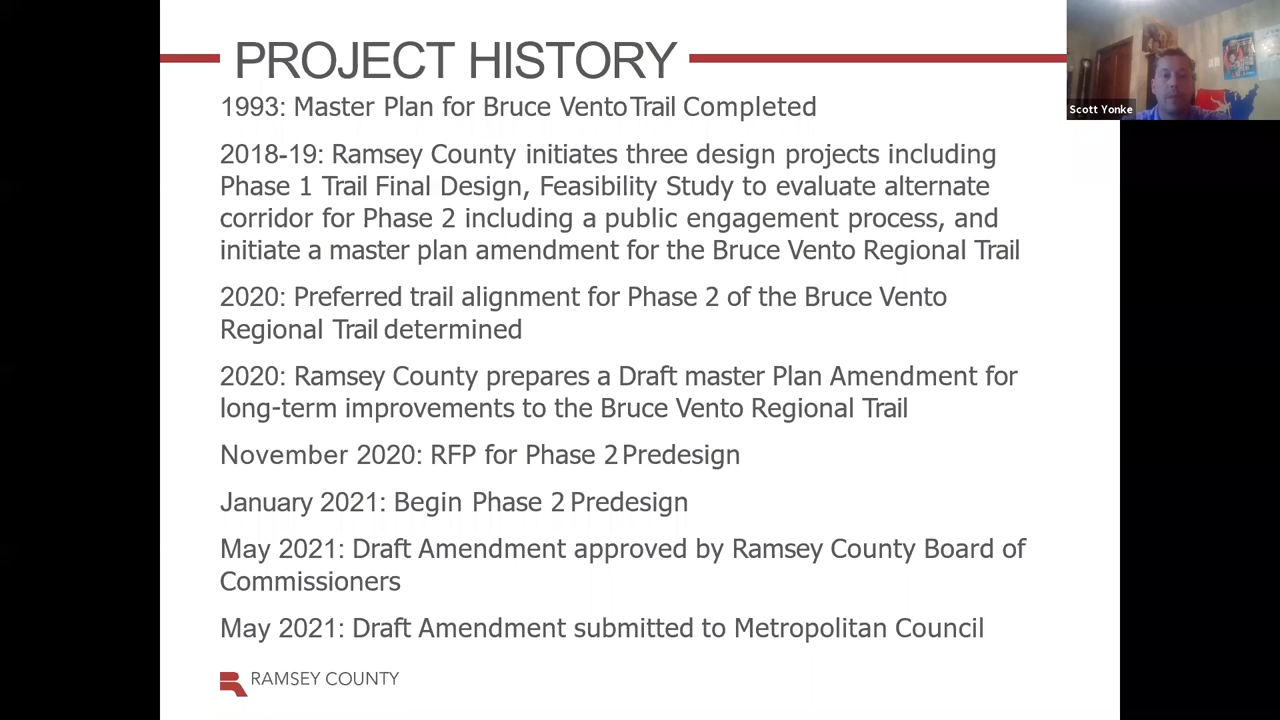 PROJECT HISTORY
Scott Yonke
1993: Master Plan for Bruce Vento Trail Completed
2018-19: Ramsey County initiates three design projects including
Phase 1 Trail Final Design, Feasibility Study to evaluate alternate
corridor for Phase 2 including a public engagement process, and
initiate a master plan amendment for the Bruce Vento Regional Trail
2020: Preferred trail alignment for Phase 2 of the Bruce Vento
Regional Trail determined
2020: Ramsey County prepares a Draft master Plan Amendment for
long-term improvements to the Bruce Vento Regional Trail
November 2020: RFP for Phase 2 Predesign
January 2021: Begin Phase 2 Predesign
May 2021: Draft Amendment approved by Ramsey County Board of
Commissioners
May 2021: Draft Amendment submitted to Metropolitan Council
RAMSEY COUNTY